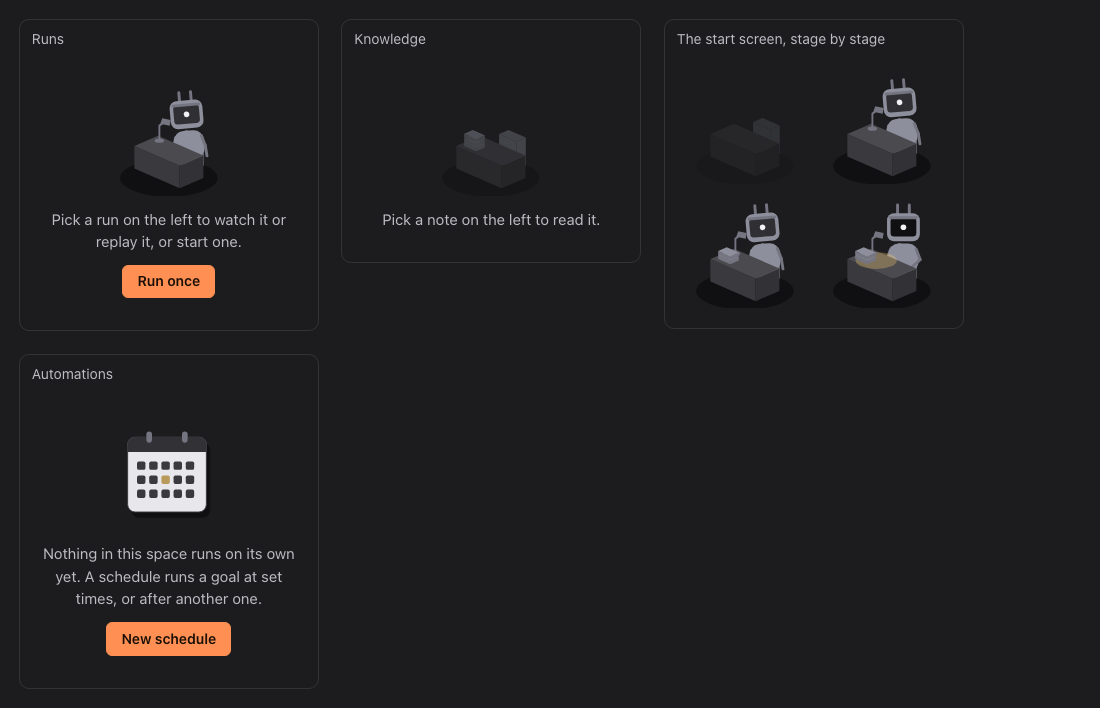 Runs
Pick a run on the left to watch it or
replay it, or start one.
Run once
Knowledge
Pick a note on the left to read it.
The start screen, stage by stage
Automations
Nothing in this space runs on its own
yet. A schedule runs a goal at set
times, or after another one.
New schedule